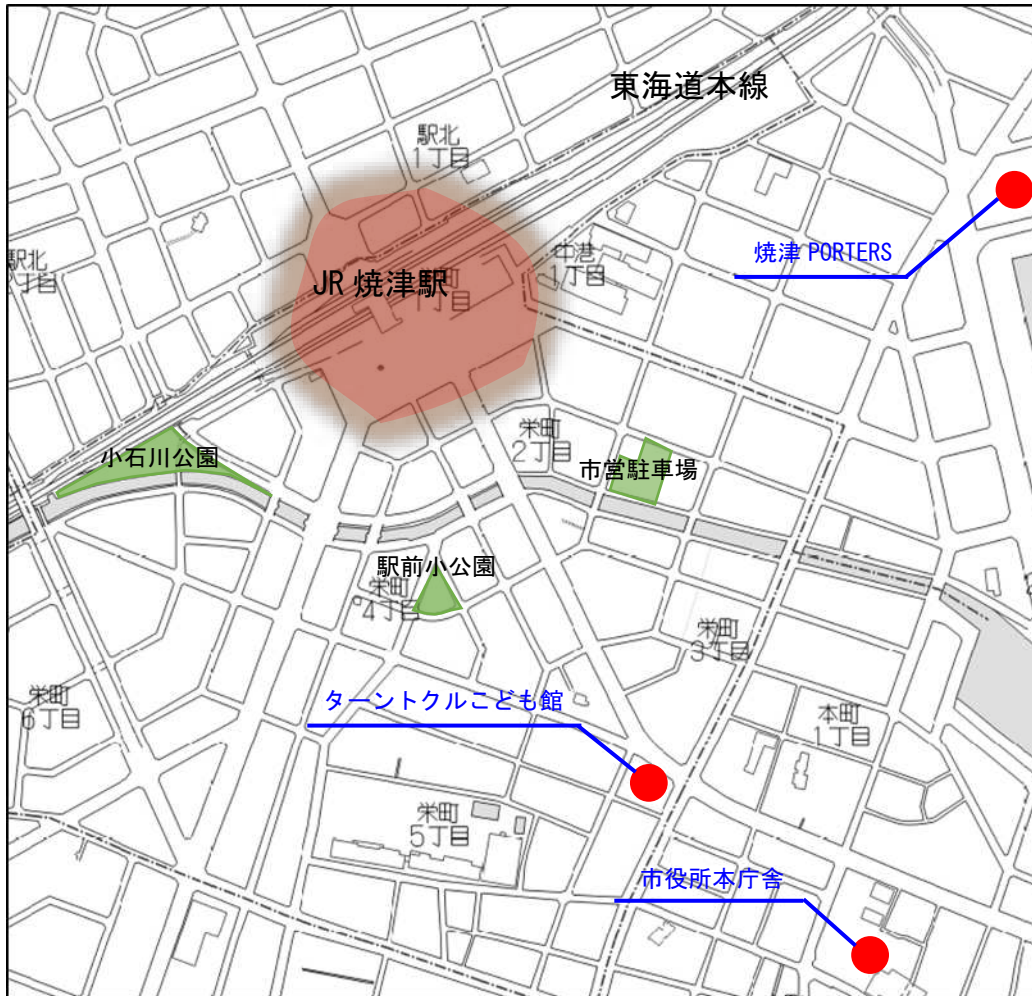 東海道本線
駅北
1丁目
焼津 PORTERS
中港
1丁目
駅北
丁目
JR 焼津駅
1丁目
栄町
2丁目
小石川公園
市営駐車場
駅前小公園
栄町
4丁目
栄町
3丁目
栄町
6丁目
ターントクルこども館
本町
1丁目
栄町
5丁目
市役所本庁舎